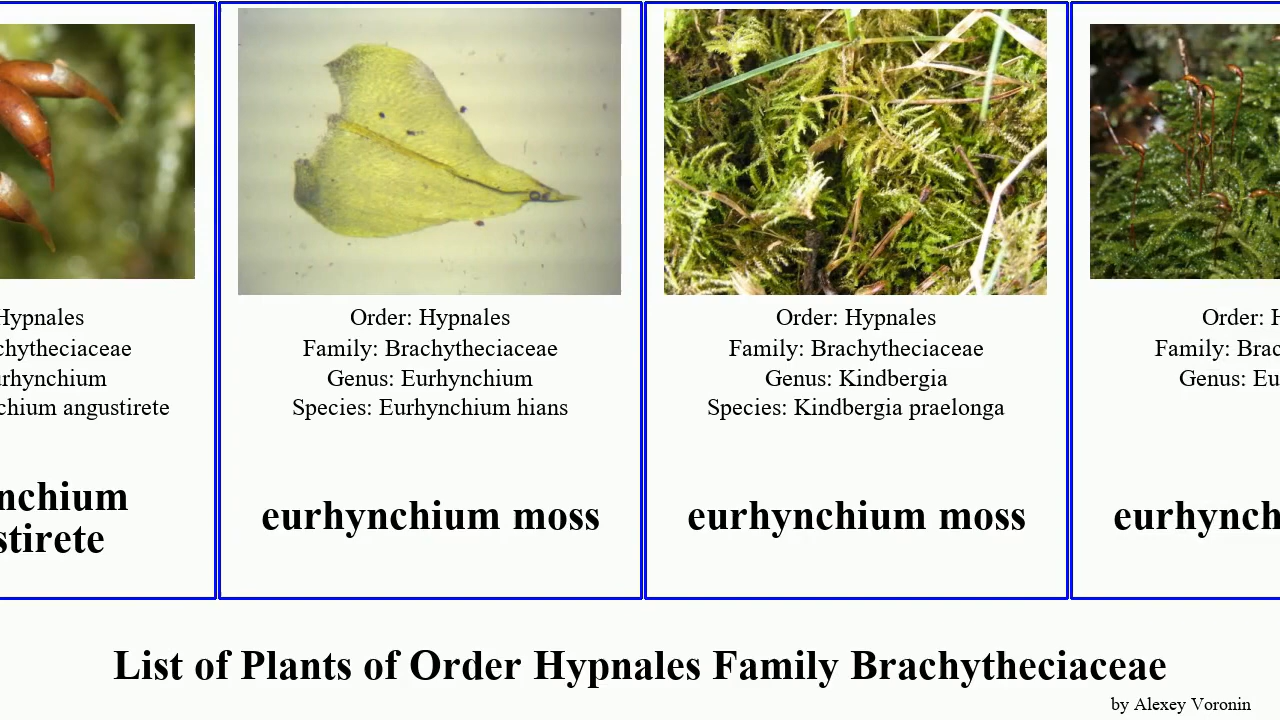 Hypnales
chytheciaceae
urhynchium
chium angustirete
nchium
stirete
Order: Hypnales
Family: Brachytheciaceae
Genus: Eurhynchium
Species: Eurhynchium hians
eurhynchium moss
Order: Hypnales
Family: Brachytheciaceae
Genus: Kindbergia
Species: Kindbergia praelonga
eurhynchium moss
Order: H
Family: Brac
Genus: Eu
eurhynch
List of Plants of Order Hypnales Family Brachytheciaceae
by Alexey Voronin